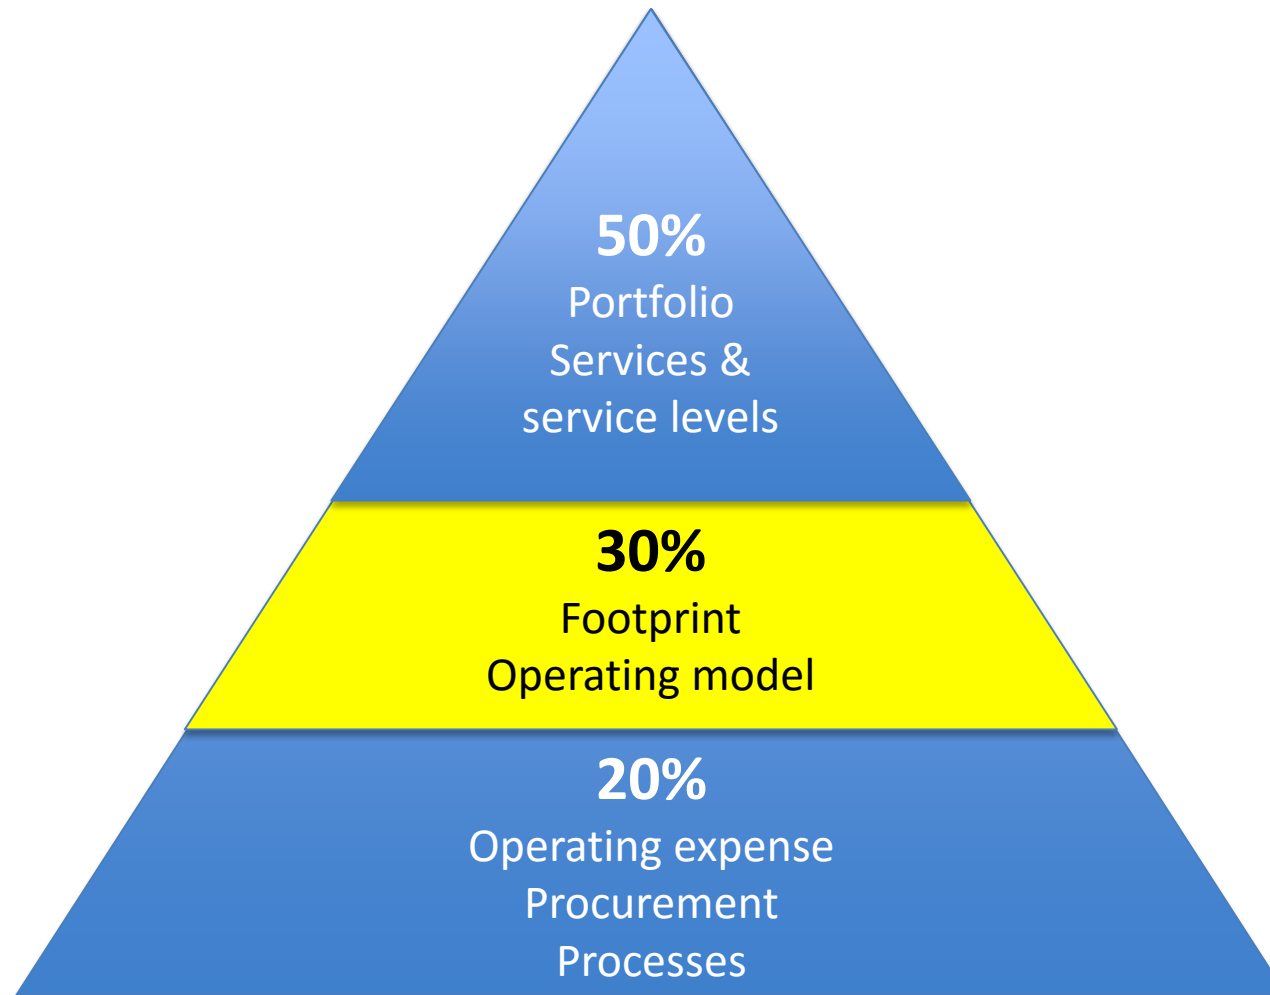 50%
Portfolio
Services &
service levels
30%
Footprint
Operating model
20%
Operating expense
Procurement
Processes